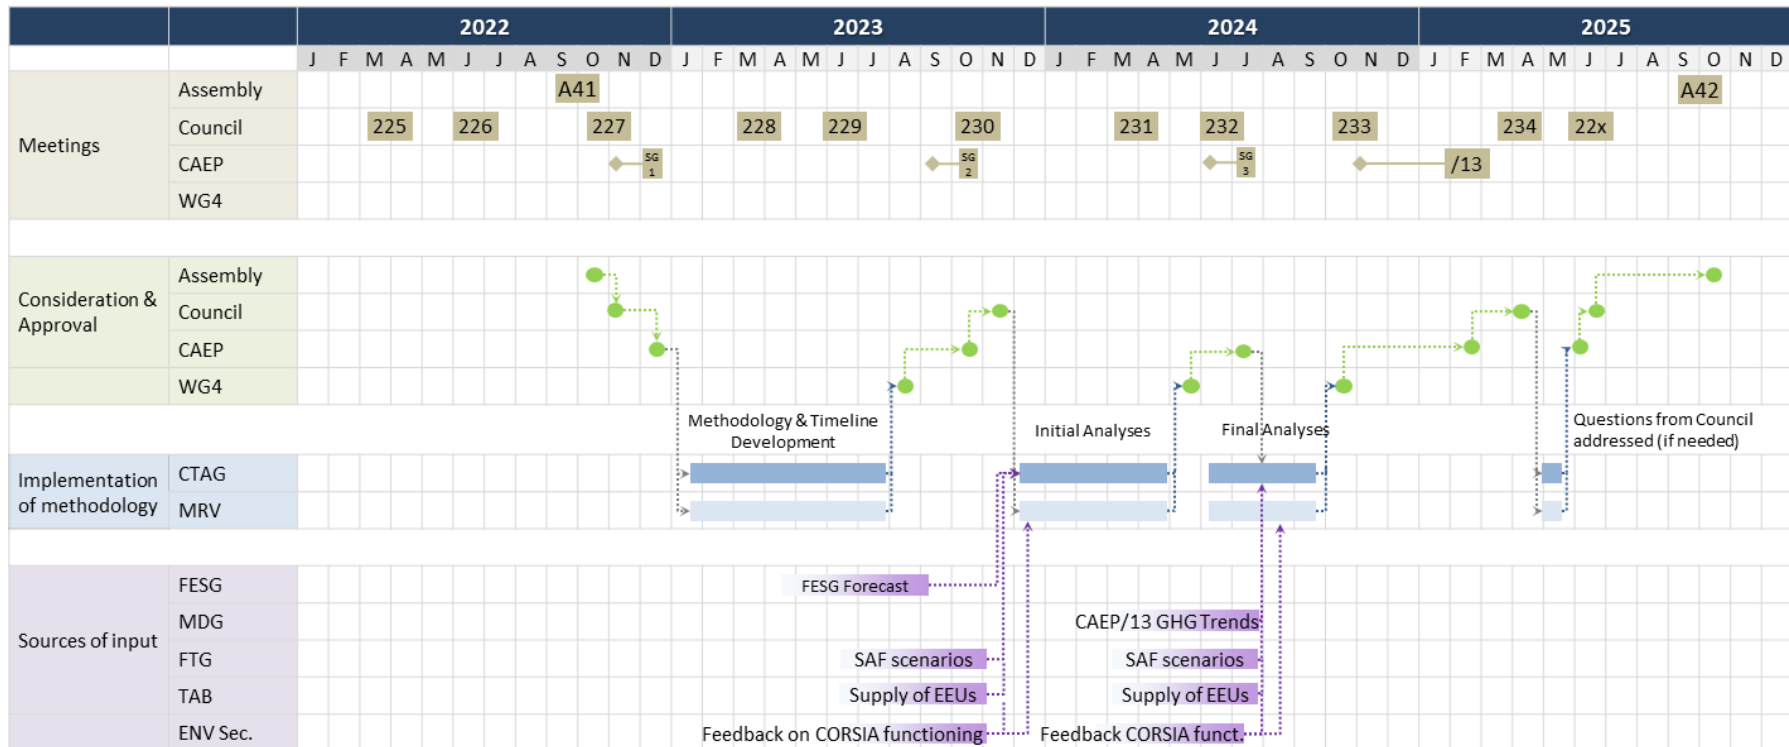 2022 2023 2024 2025
J F M A M J J A S O N D J F M A M J J A S O N D J F M A M J J A S O N D J F M A M J J A S O N D
Meetings
Assembly A41 A42
Council 225 226 227 228 229 230 231 232 233 234 22x
CAEP SG 1 SG 2 SG 3 /13
WG4
Consideration &
Approval
Assembly
Council
CAEP
WG4
Methodology & Timeline
Development
Initial Analyses
Final Analyses
Questions from Council
addressed (if needed)
Implementation
of methodology
CTAG
MRV
Sources of input
FESG FESG Forecast
MDG CAEP/13 GHG Trends
FTG SAF scenarios SAF scenarios
TAB Supply of EEUs Supply of EEUs
ENV Sec. Feedback on CORSIA functioning Feedback CORSIA funct.